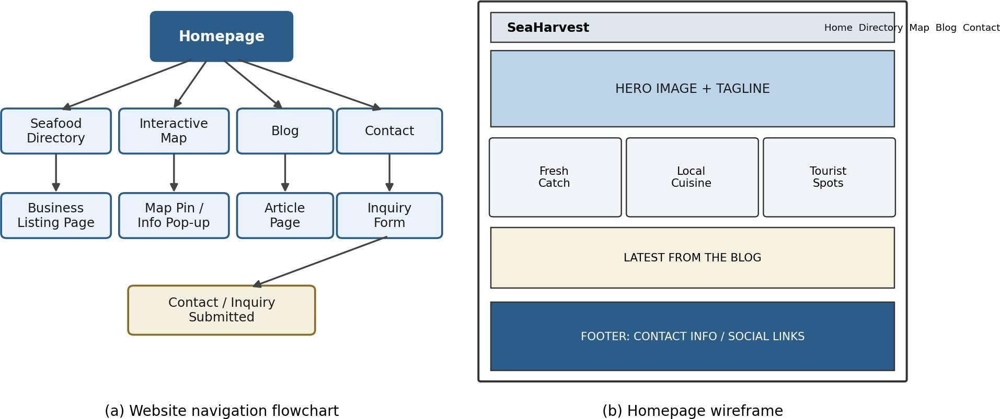 Homepage
Seafood
Directory
Interactive
Map
Blog
Contact
Business
Listing Page
Map Pin /
Info Pop-up
Article
Page
Inquiry
Form
Contact / Inquiry
Submitted
(a) Website navigation flowchart
SeaHarvest
Home Directory Map Blog Contact
HERO IMAGE + TAGLINE
Fresh
Catch
Local
Cuisine
Tourist
Spots
LATEST FROM THE BLOG
FOOTER: CONTACT INFO / SOCIAL LINKS
(b) Homepage wireframe